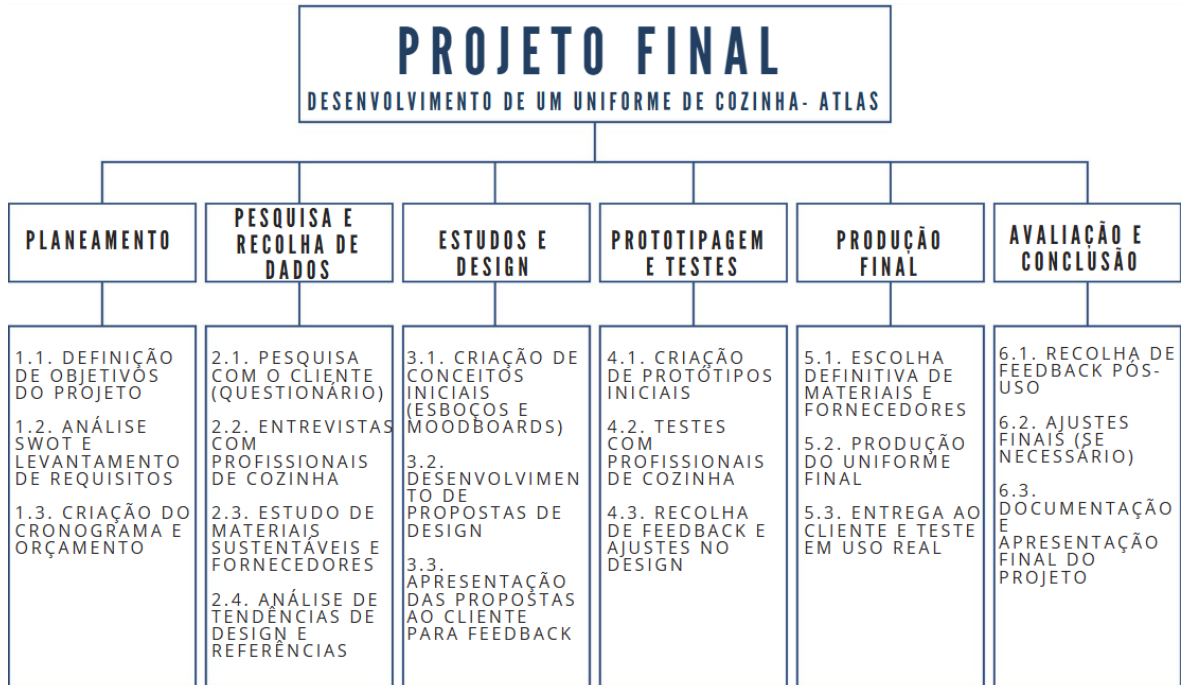 PROJETO FINAL
DESENVOLVIMENTO DE UM UNIFORME DE COZINHA- ATLAS
PLANEAMENTO
PESQUISA E
RECOLHA DE
DADOS
ESTUDOS E
DESIGN
PROTOTIPAGEM
E TESTES
PRODUÇÃO
FINAL
AVALIAÇÃO E
CONCLUSÃO
1.1. DEFINIÇÃO
DE OBJETIVOS
DO PROJETO
1.2. ANÁLISE
SWOT E
LEVANTAMENTO
DE REQUISITOS
1.3. CRIAÇÃO DO
CRONOGRAMA E
ORÇAMENTO
2.1. PESQUISA
COM O CLIENTE
(QUESTIONÁRIO)
2.2. ENTREVISTAS
COM
PROFISSIONAIS
DE COZINHA
2.3. ESTUDO DE
MATERIAIS
SUSTENTÁVEIS E
FORNECEDORES
2.4. ANÁLISE DE
TENDÊNCIAS DE
DESIGN E
REFERÊNCIAS
3.1. CRIAÇÃO DE
CONCEITOS
INICIAIS
(ESBOÇOS E
MOODBOARDS)
3.2.
DESENVOLVIMEN
TO DE
PROPOSTAS DE
DESIGN
3.3.
APRESENTAÇÃO
DAS PROPOSTAS
AO CLIENTE
PARA FEEDBACK
4.1. CRIAÇÃO
DE PROTÓTIPOS
INICIAIS
4.2. TESTES
COM
PROFISSIONAIS
DE COZINHA
4.3. RECOLHA
DE FEEDBACK E
AJUSTES NO
DESIGN
5.1. ESCOLHA
DEFINITIVA DE
MATERIAIS E
FORNECEDORES
5.2. PRODUÇÃO
DO UNIFORME
FINAL
5.3. ENTREGA AO
CLIENTE E TESTE
EM USO REAL
6.1. RECOLHA DE
FEEDBACK PÓS-
USO
6.2. AJUSTES
FINAIS (SE
NECESSÁRIO)
6.3.
DOCUMENTAÇÃO
E
APRESENTAÇÃO
FINAL DO
PROJETO